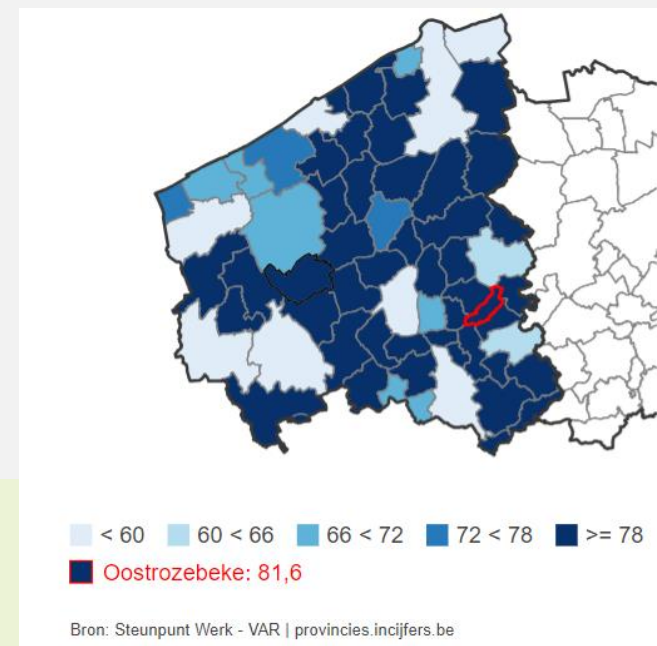 < 60 60 < 66 66 < 72 72 < 78 >= 78
Oostrozebeke: 81,6
Bron: Steunpunt Werk - VAR | provincies.incijfers.be